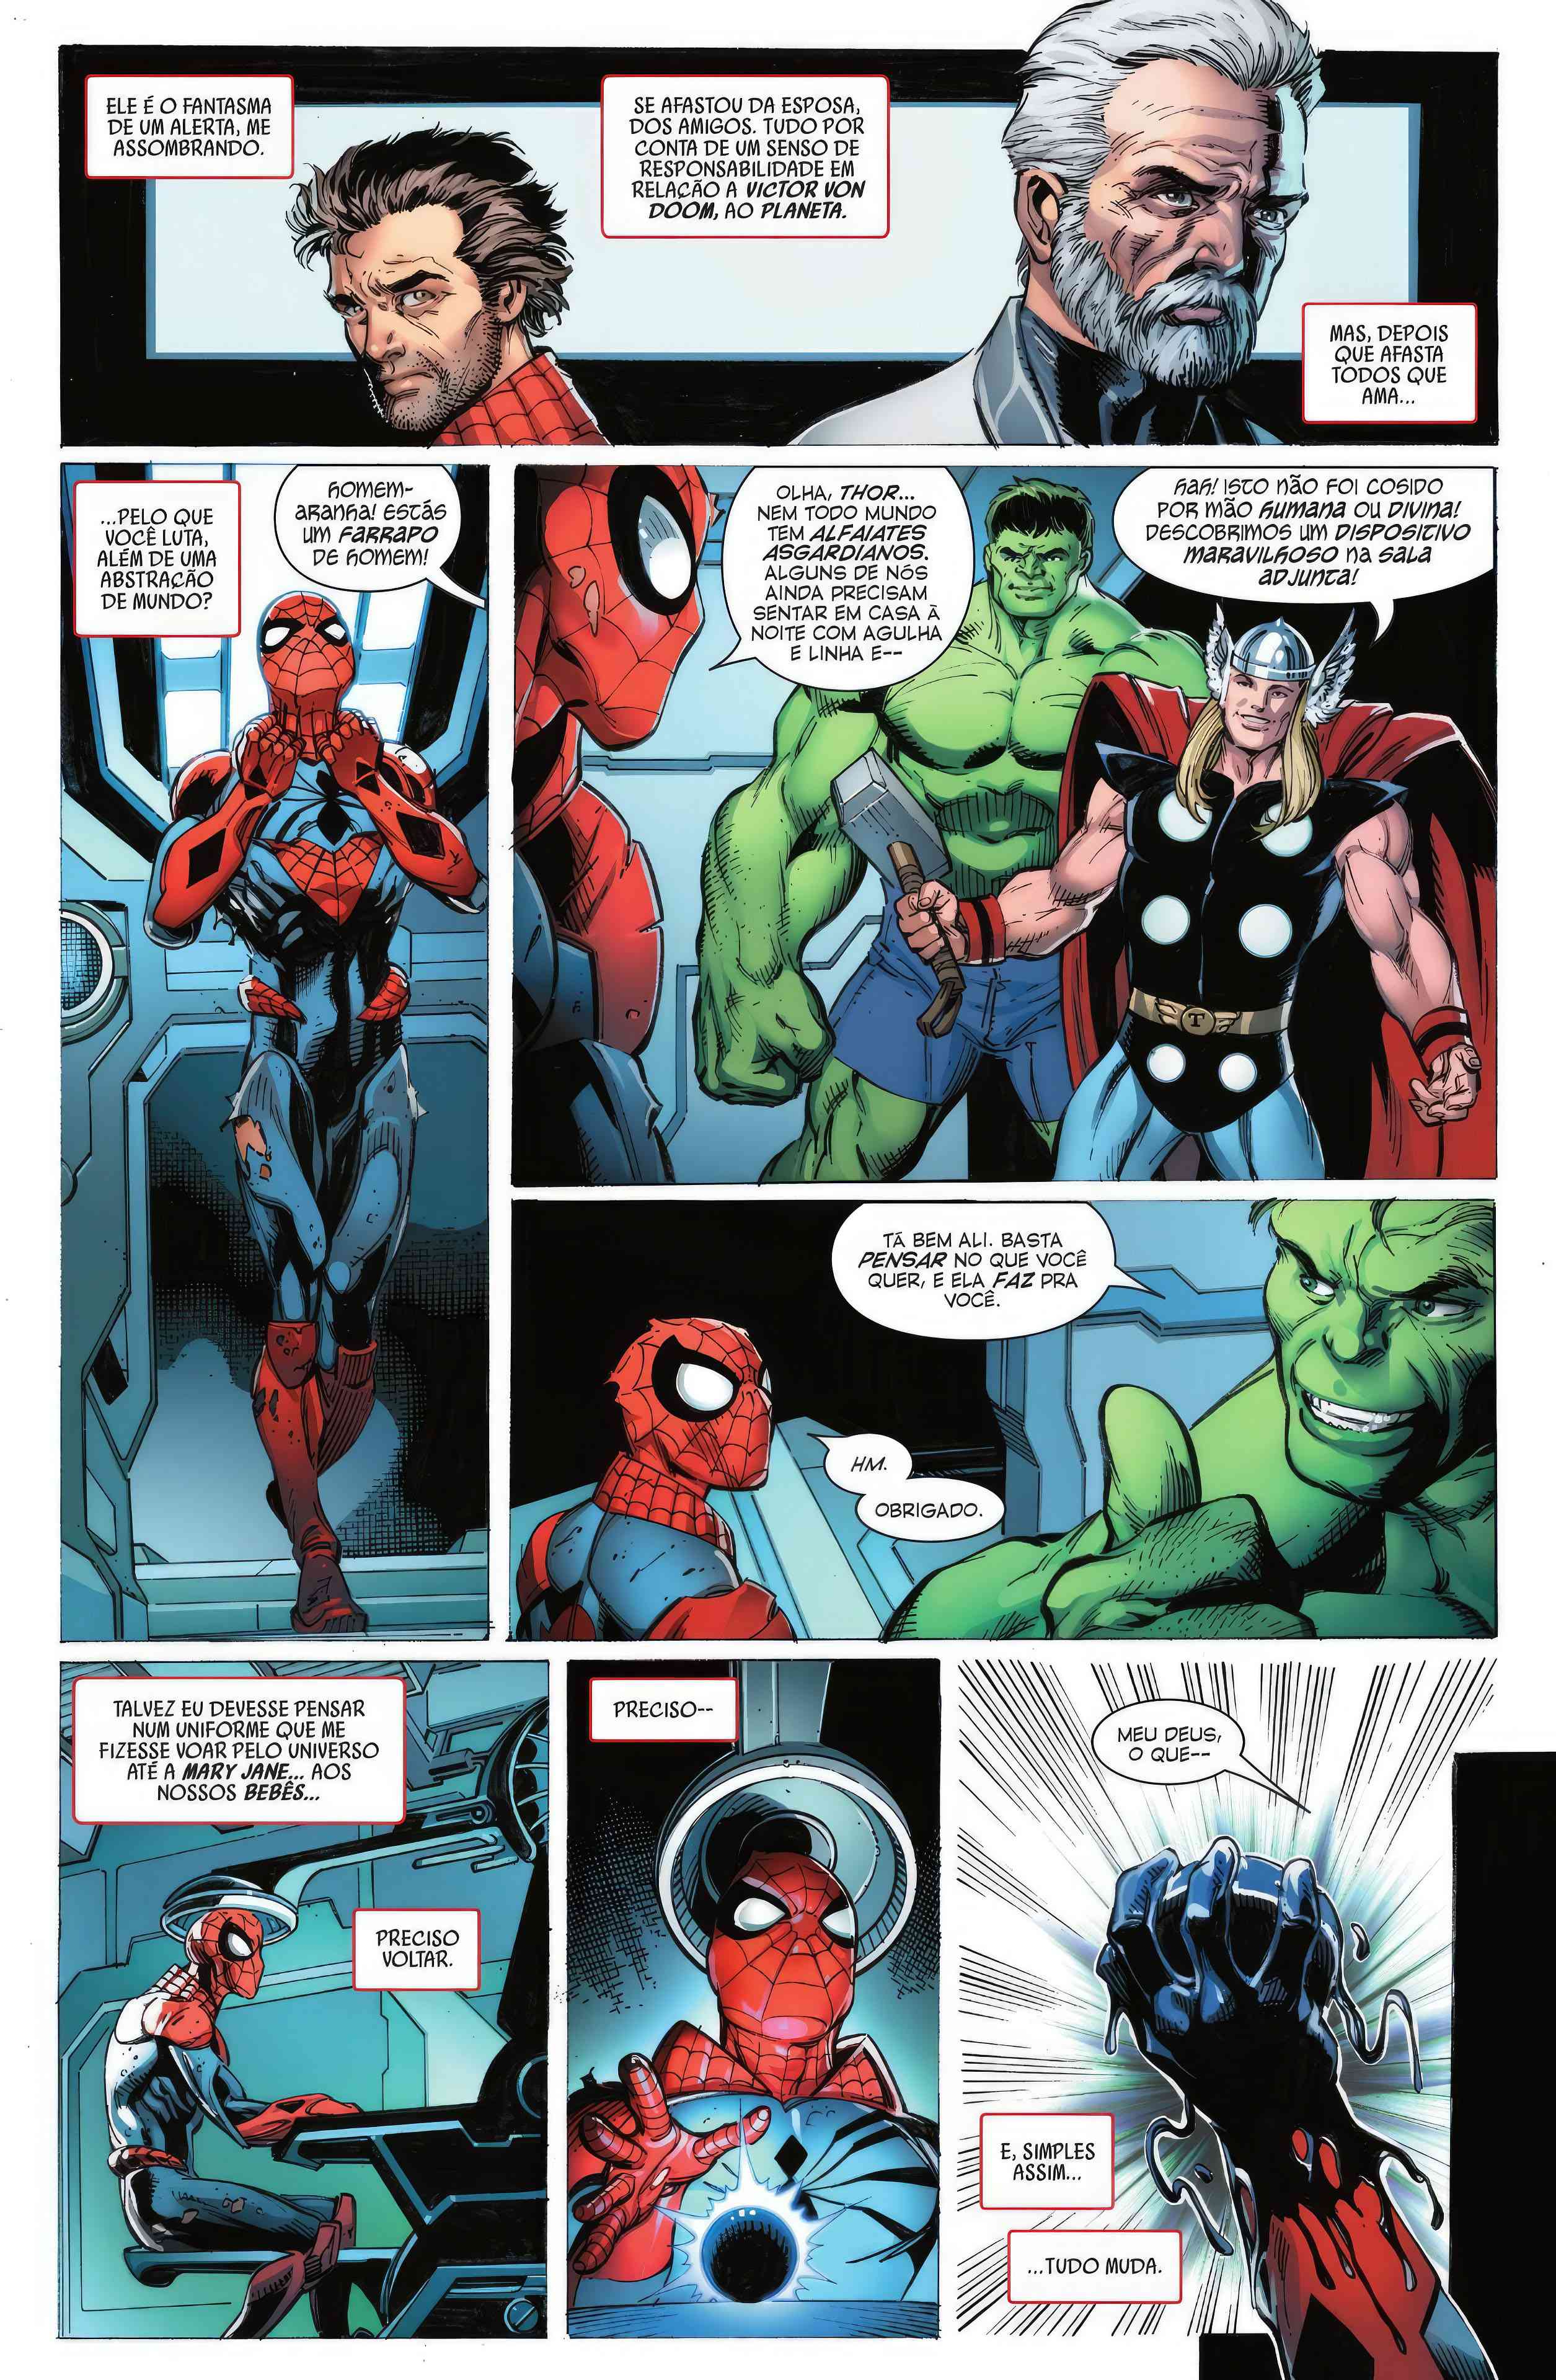 ELE É O FANTASMA
DE UM ALERTA, ME
ASSOMBRANDO.
SE AFASTOU DA ESPOSA,
DOS AMIGOS. TUDO POR
CONTA DE UM SENSO DE
RESPONSABILIDADE EM
RELAÇÃO A VICTOR VON
DOOM, AO PLANETA.
MAS, DEPOIS
QUE AFASTA
TODOS QUE
AMA...
...PELO QUE
VOCÊ LUTA,
ALÉM DE UMA
ABSTRAÇÃO
DE MUNDO?
HOMEM-
ARANHA! ESTÁS
UM FARRAPO
DE HOMEM!
OLHA, THOR...
NEM TODO MUNDO
TEM ALFAIATES
ASGARDIANOS.
ALGUNS DE NÓS
AINDA PRECISAM
SENTAR EM CASA À
NOITE COM AGULHA
E LINHA E--
HAH! ISTO NÃO FOI COSIDO
POR MÃO HUMANA OU DIVINA!
DESCOBRIMOS UM DISPOSITIVO
MARAVILHOSO NA SALA
ADJUNTA!
T
TÁ BEM ALI. BASTA
PENSAR NO QUE VOCÊ
QUER, E ELA FAZ PRA
VOCÊ.
HM.
OBRIGADO.
TALVEZ EU DEVESSE PENSAR
NUM UNIFORME QUE ME
FIZESSE VOAR PELO UNIVERSO
ATÉ A MARY JANE... AOS
NOSSOS BEBÊS...
PRECISO
VOLTAR.
PRECISO--
MEU DEUS,
O QUE--
E, SIMPLES
ASSIM...
...TUDO MUDA.